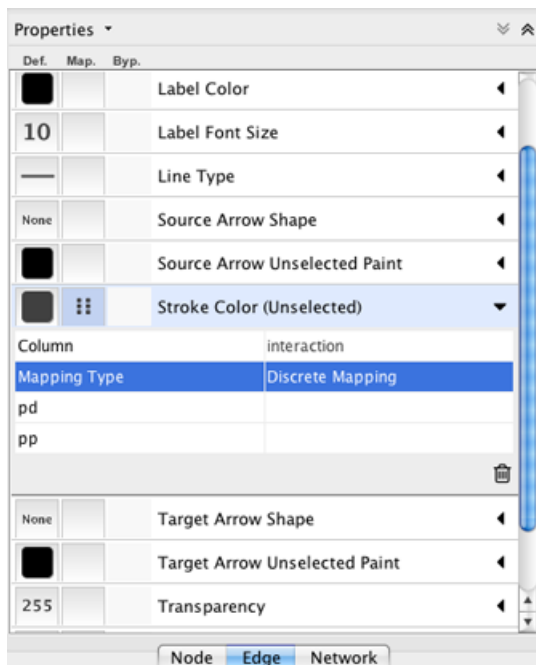 Properties
Def. Map. Byp.
Label Color
10 Label Font Size
Line Type
None Source Arrow Shape
Source Arrow Unselected Paint
Stroke Color (Unselected)
Column interaction
Mapping Type Discrete Mapping
pd
pp
None Target Arrow Shape
Target Arrow Unselected Paint
255 Transparency
Node Edge Network